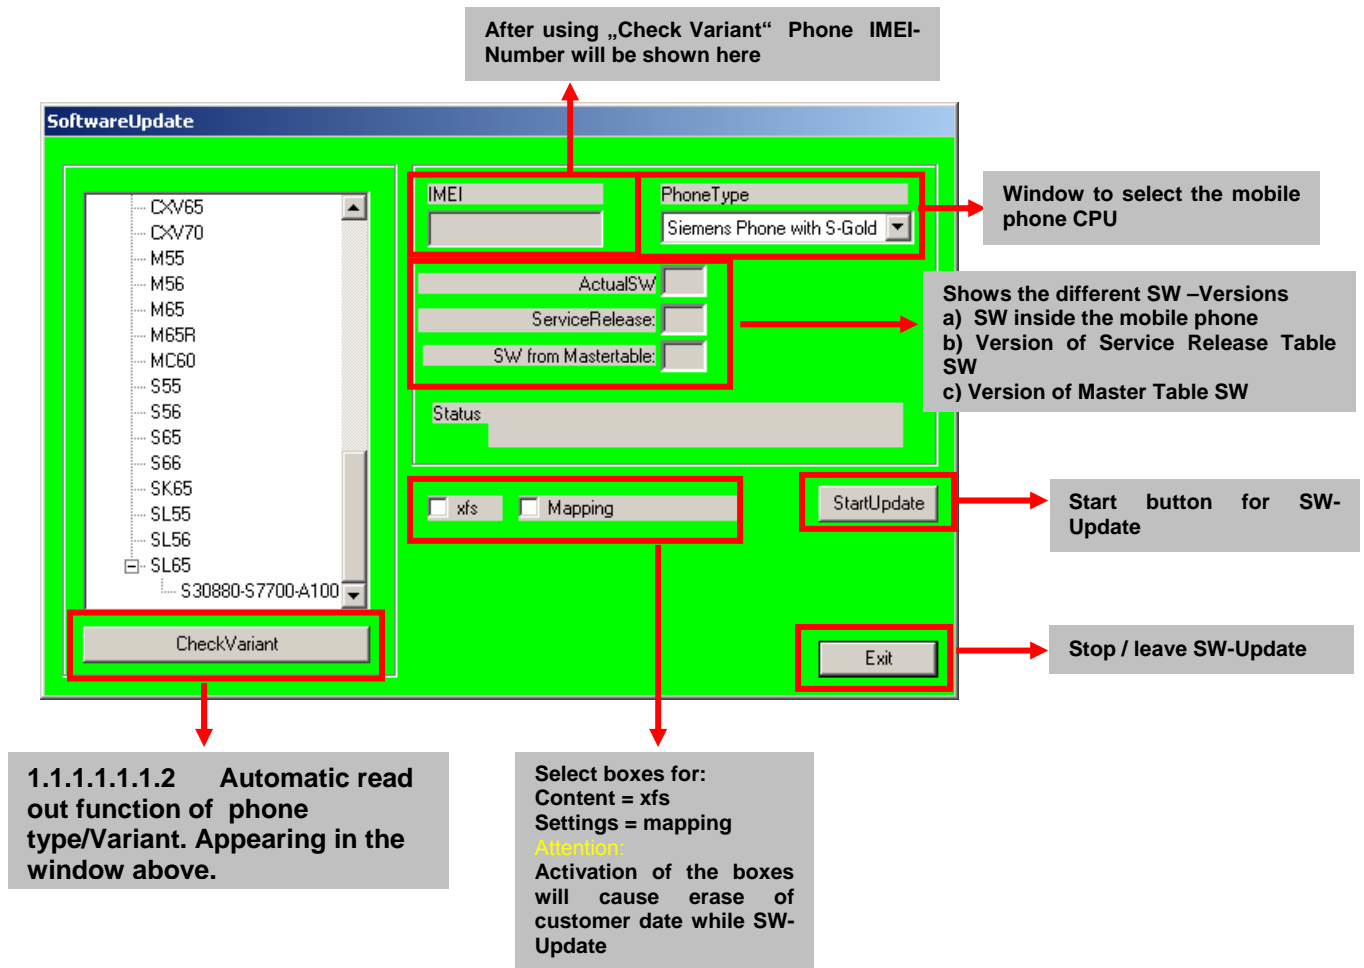 After using „Check Variant“ Phone IMEI-
Number will be shown here
SoftwareUpdate
CXV65
CXV70
M55
M56
M65
M65R
MC60
S55
S56
S65
S66
SK65
SL55
SL56
SL65
S30880-S7700-A100
CheckVariant
IMEI
PhoneType
Siemens Phone with S-Gold
ActualSW
ServiceRelease:
SW from Mastertable:
Status
xfs
Mapping
StartUpdate
Exit
Window to select the mobile
phone CPU
Shows the different SW –Versions
a) SW inside the mobile phone
b) Version of Service Release Table
SW
c) Version of Master Table SW
Start button for SW-
Update
Stop / leave SW-Update
1.1.1.1.1.1.2 Automatic read
out function of phone
type/Variant. Appearing in the
window above.
Select boxes for:
Content = xfs
Settings = mapping
Attention:
Activation of the boxes
will cause erase of
customer date while SW-
Update